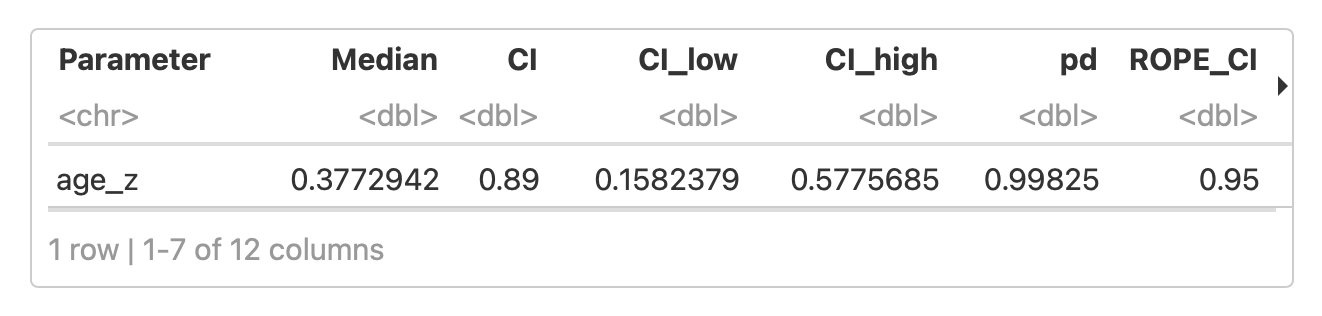 Parameter Median CI CI_low CI_high pd ROPE_CI
<chr> <dbl> <dbl> <dbl> <dbl> <dbl> <dbl>
age_z 0.3772942 0.89 0.1582379 0.5775685 0.99825 0.95
1 row | 1-7 of 12 columns